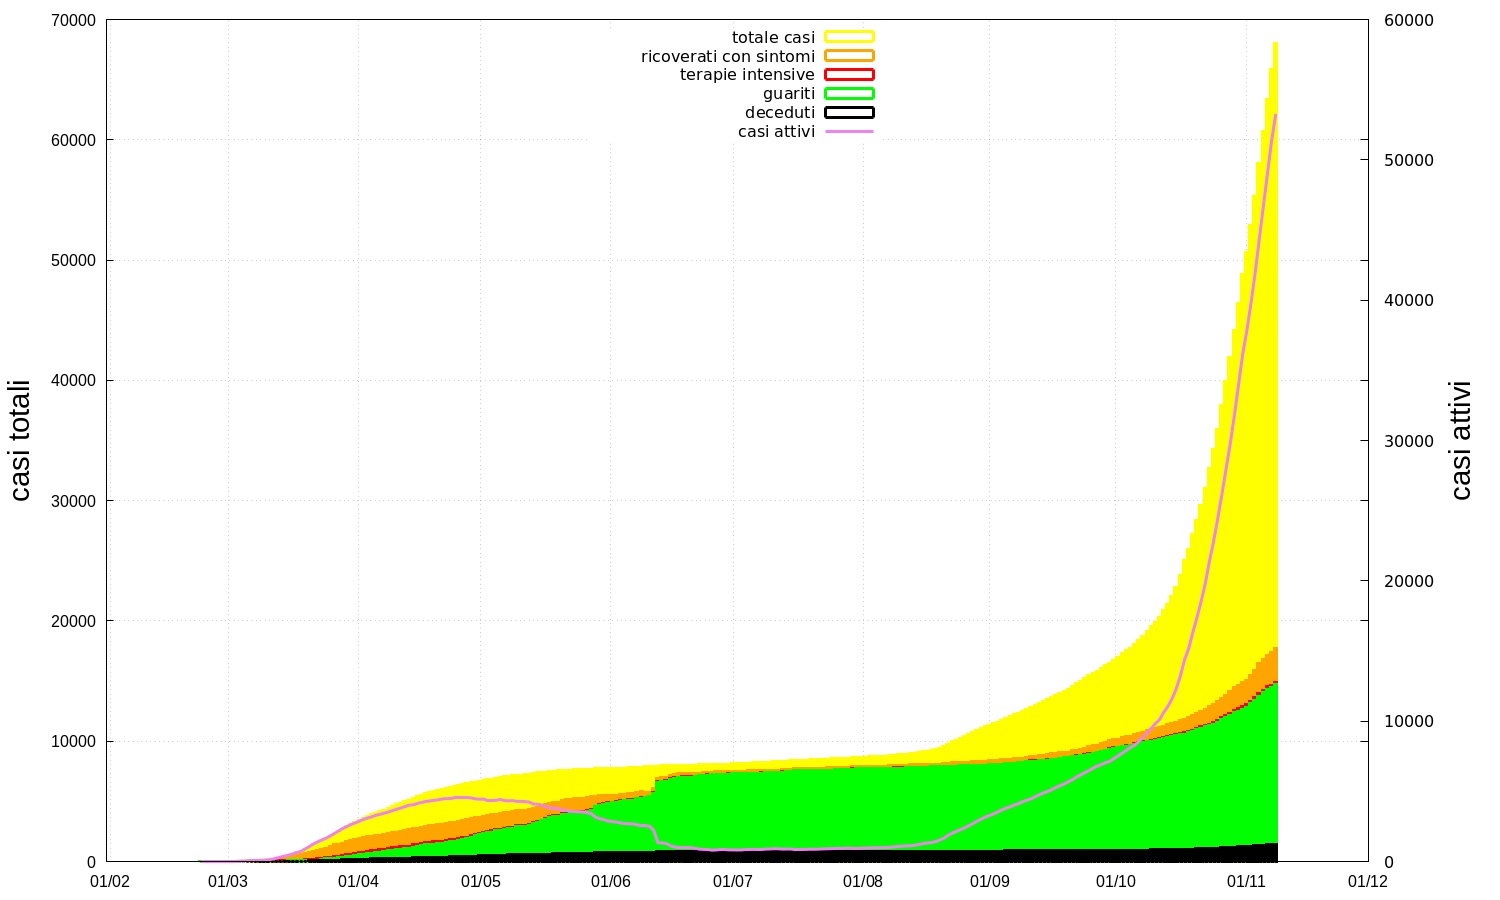 totale casi
ricoverati con sintomi
terapie intensive
guariti
deceduti
casi attivi
casi totali
70000
60000
50000
40000
30000
20000
10000
0
01/02 01/03 01/04 01/05 01/06 01/07 01/08 01/09 01/10 01/11 01/12
60000
50000
40000
30000
20000
10000
0
casi attivi